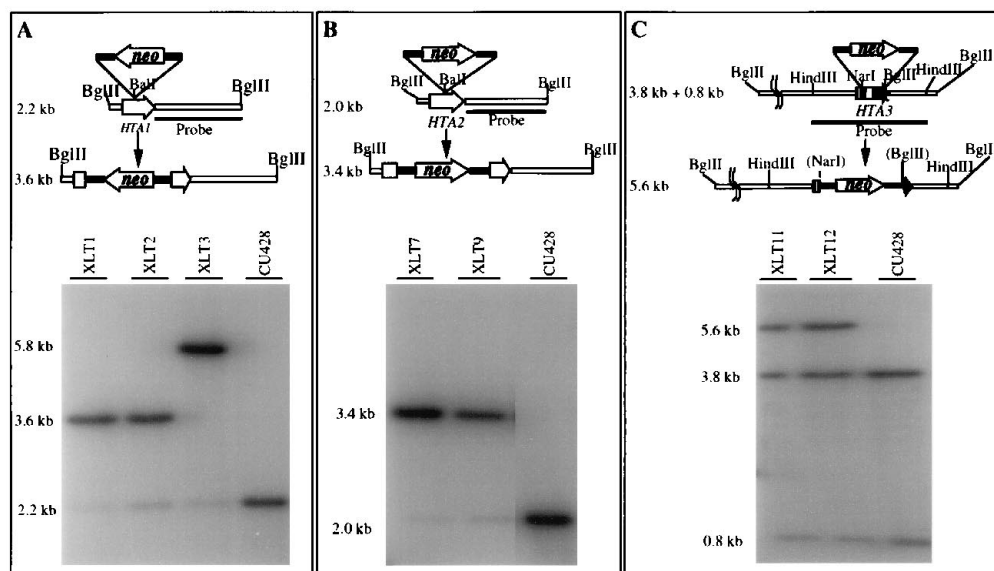 A
neo
BalI
BglII
BglII
2.2 kb
HTA1
Probe
BglII
BglII
3.6 kb
neo
XLT1
XLT2
XLT3
CU428
5.8 kb
3.6 kb
2.2 kb
B
neo
BglII
BalI
BglII
2.0 kb
HTA2
Probe
BglII
BglII
3.4 kb
neo
XLT7
XLT9
CU428
3.4 kb
2.0 kb
C
neo
BglII
HindIII
NarI
BglII
HindIII
BglII
3.8 kb + 0.8 kb
HTA3
Probe
BglII
HindIII
(NarI)
(BglII)
HindIII
5.6 kb
neo
XLT11
XLT12
CU428
5.6 kb
3.8 kb
0.8 kb